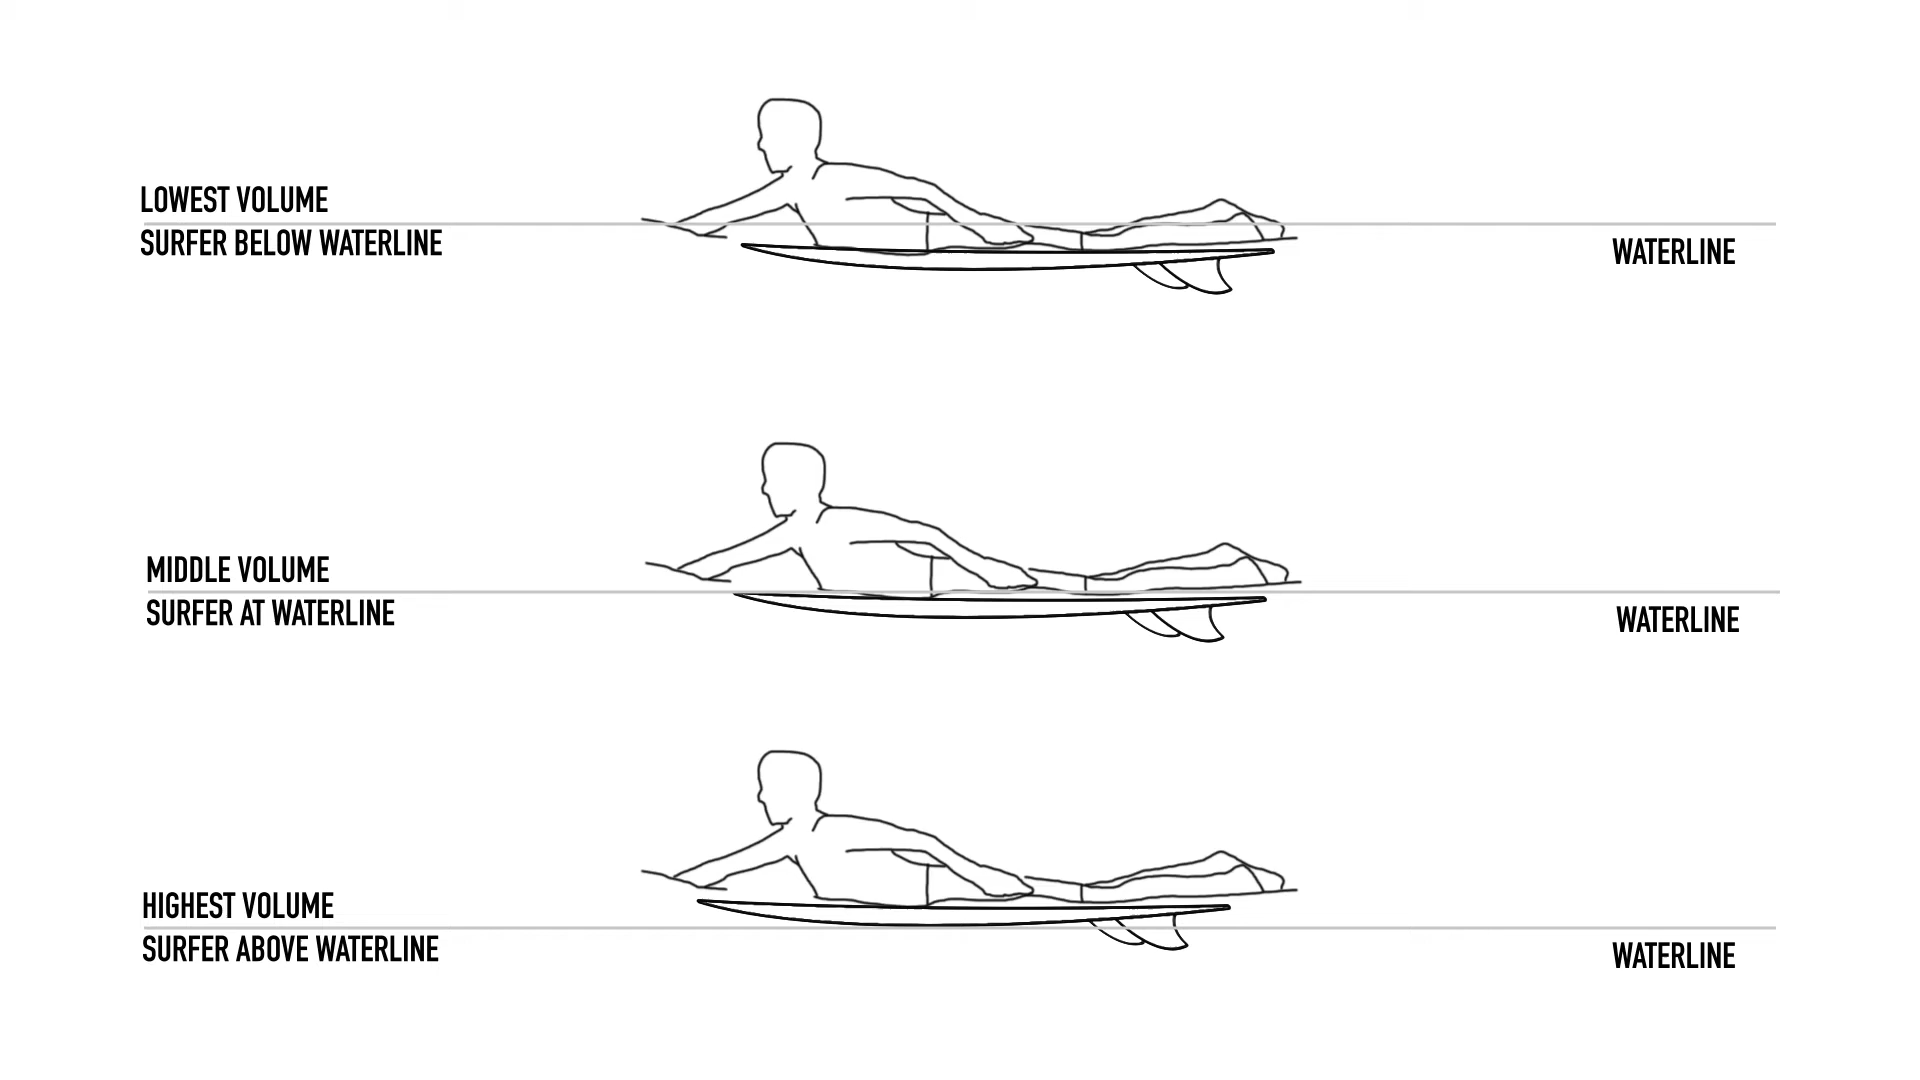 LOWEST VOLUME
SURFER BELOW WATERLINE
WATERLINE
MIDDLE VOLUME
SURFER AT WATERLINE
WATERLINE
HIGHEST VOLUME
SURFER ABOVE WATERLINE
WATERLINE